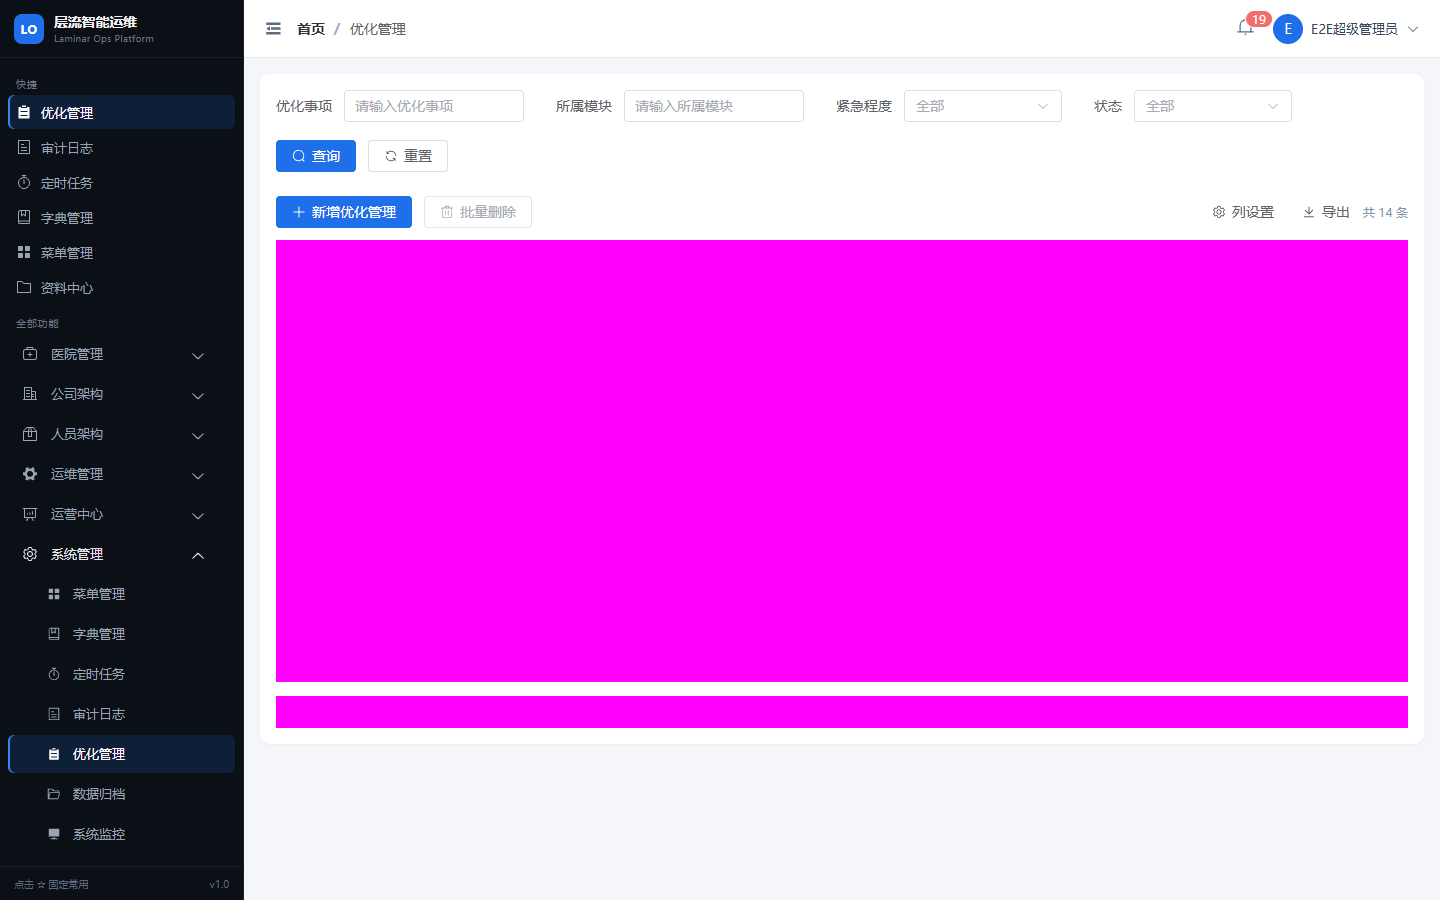 LO
层流智能运维
Laminar Ops Platform
快捷
优化管理
审计日志
定时任务
字典管理
菜单管理
资料中心
全部功能
医院管理
公司架构
人员架构
运维管理
运营中心
系统管理
菜单管理
字典管理
定时任务
审计日志
优化管理
数据归档
系统监控
点击 ☆ 固定常用 v1.0
首页 / 优化管理
19
E E2E超级管理员
优化事项 请输入优化事项 所属模块 请输入所属模块 紧急程度 全部 状态 全部
查询 重置
新增优化管理 批量删除 列设置 导出 共 14 条